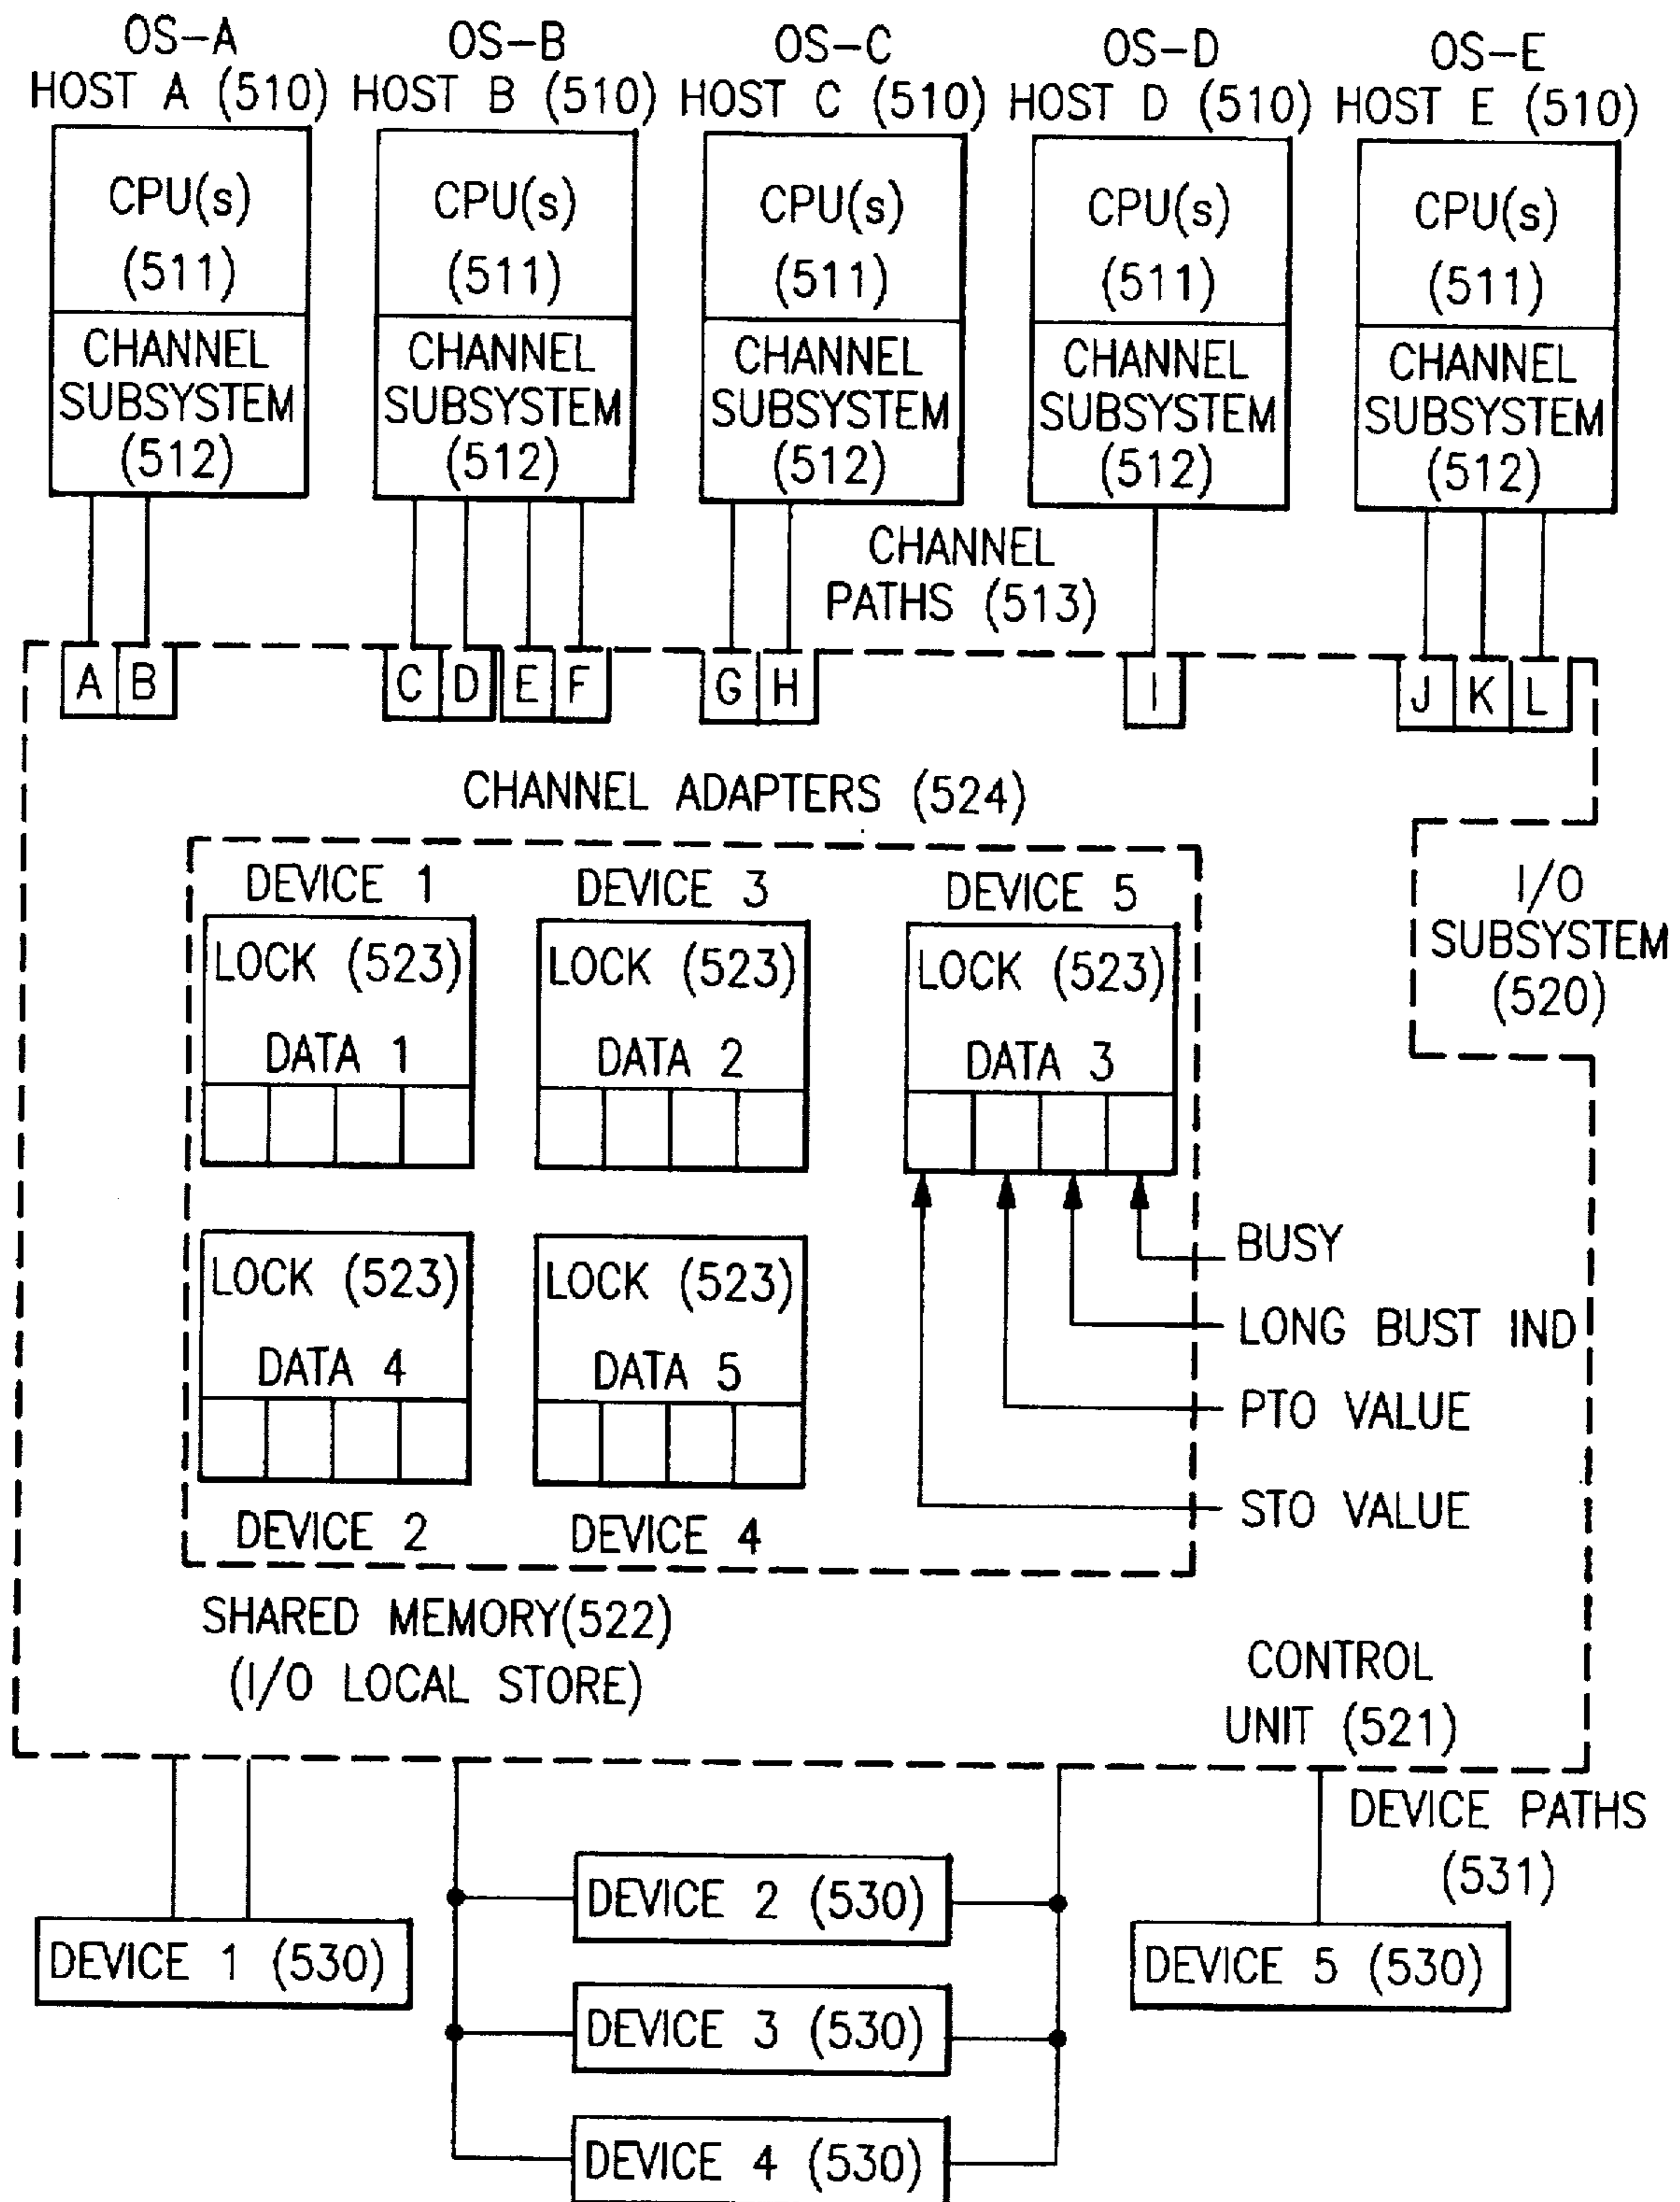 OS-A OS-B OS-C OS-D OS-E
HOST A (510) HOST B (510) HOST C (510) HOST D (510) HOST E (510)
CPU(s) CPU(s) CPU(s) CPU(s) CPU(s)
(511) (511) (511) (511) (511)
CHANNEL CHANNEL CHANNEL CHANNEL CHANNEL
SUBSYSTEM SUBSYSTEM SUBSYSTEM SUBSYSTEM SUBSYSTEM
(512) (512) (512) (512) (512)
CHANNEL
PATHS (513)
A B C D E F G H I J K L
CHANNEL ADAPTERS (524)
DEVICE 1 DEVICE 3 DEVICE 5
LOCK (523) LOCK (523) LOCK (523)
DATA 1 DATA 2 DATA 3
I/O
SUBSYSTEM
(520)
LOCK (523) LOCK (523)
DATA 4 DATA 5
DEVICE 2 DEVICE 4
BUSY
LONG BUST IND
PTO VALUE
STO VALUE
SHARED MEMORY(522)
(I/O LOCAL STORE)
CONTROL
UNIT (521)
DEVICE PATHS
(531)
DEVICE 1 (530)
DEVICE 2 (530)
DEVICE 3 (530)
DEVICE 4 (530)
DEVICE 5 (530)